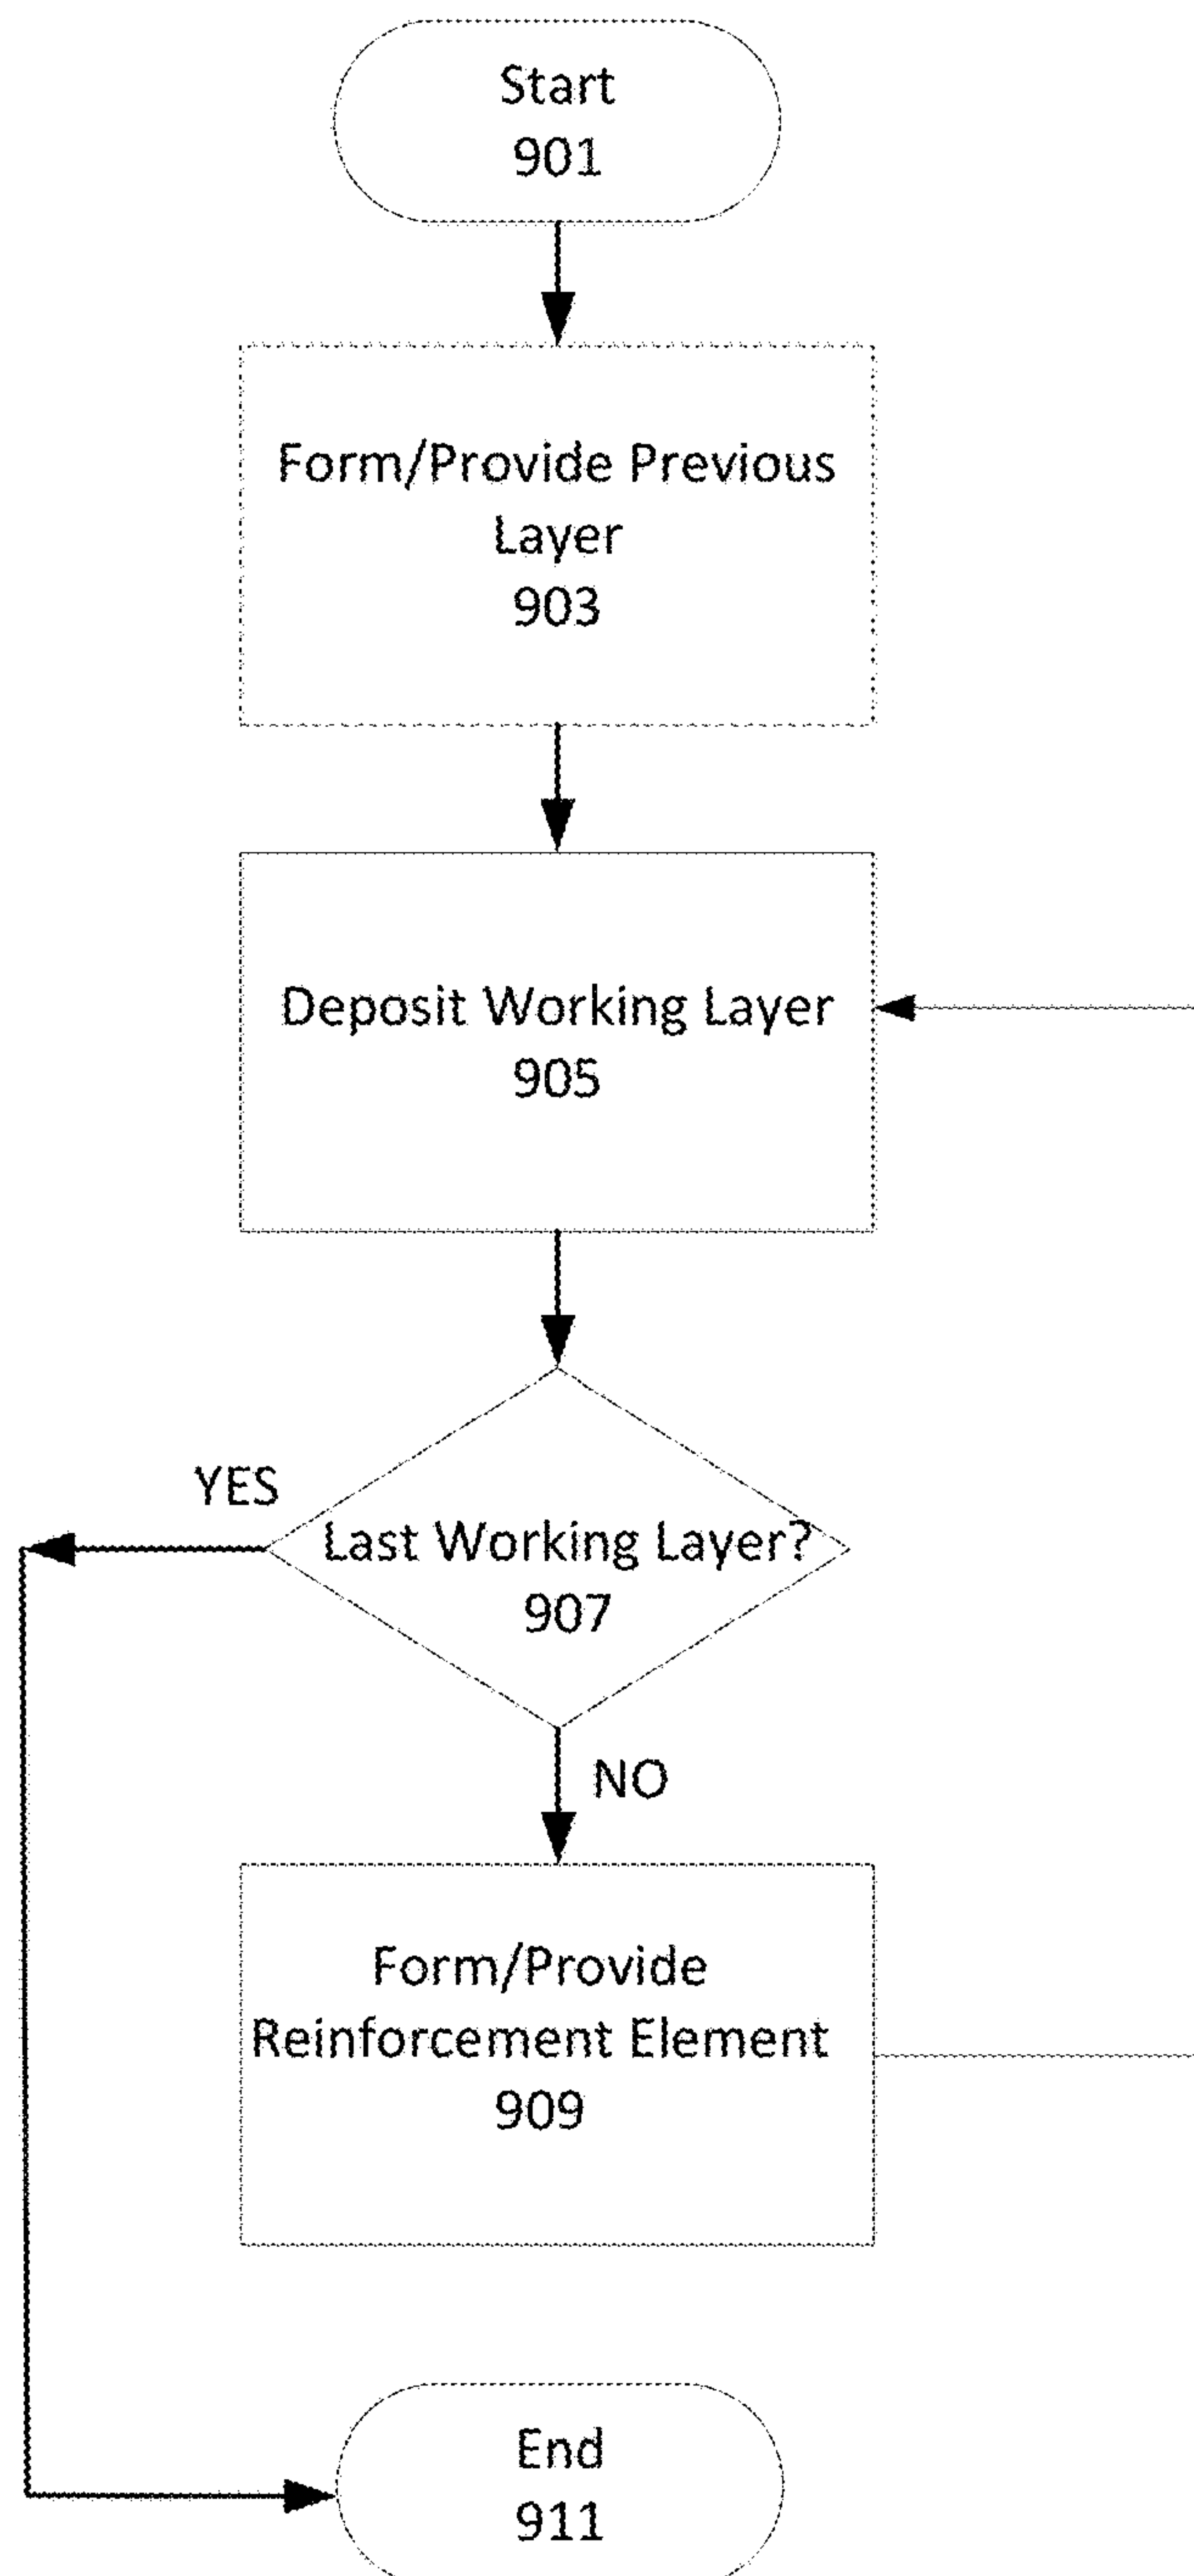 Start
901
Form/Provide Previous
Layer
903
Deposit Working Layer
905
YES
Last Working Layer?
907
NO
Form/Provide
Reinforcement Element
909
End
911